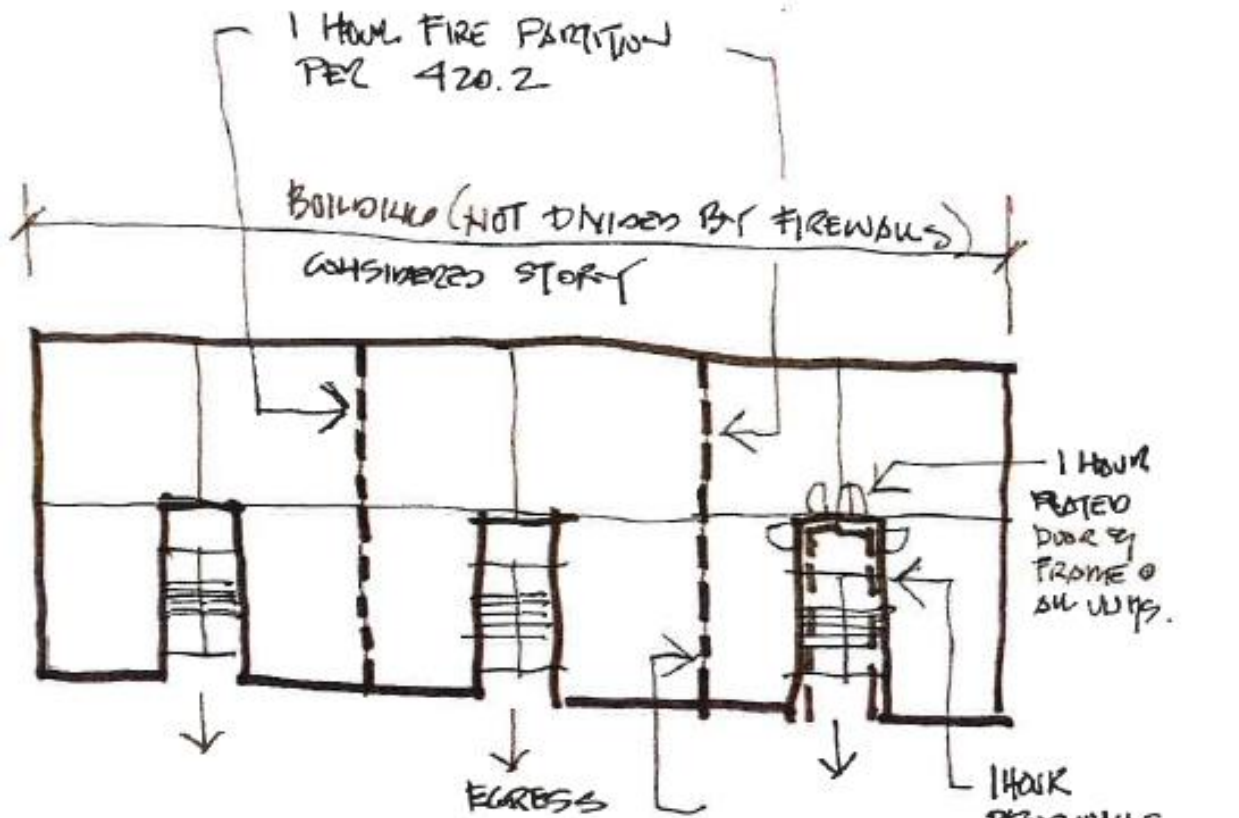 1 HOUR FIRE PARTITION
PER 420.2
BUILDING (NOT DIVIDED BY FIREWALLS)
CONSIDERED STORY
1 HOUR
RATED
DOOR &
FRAME @
ALL UNITS.
EGRESS
1 HOUR